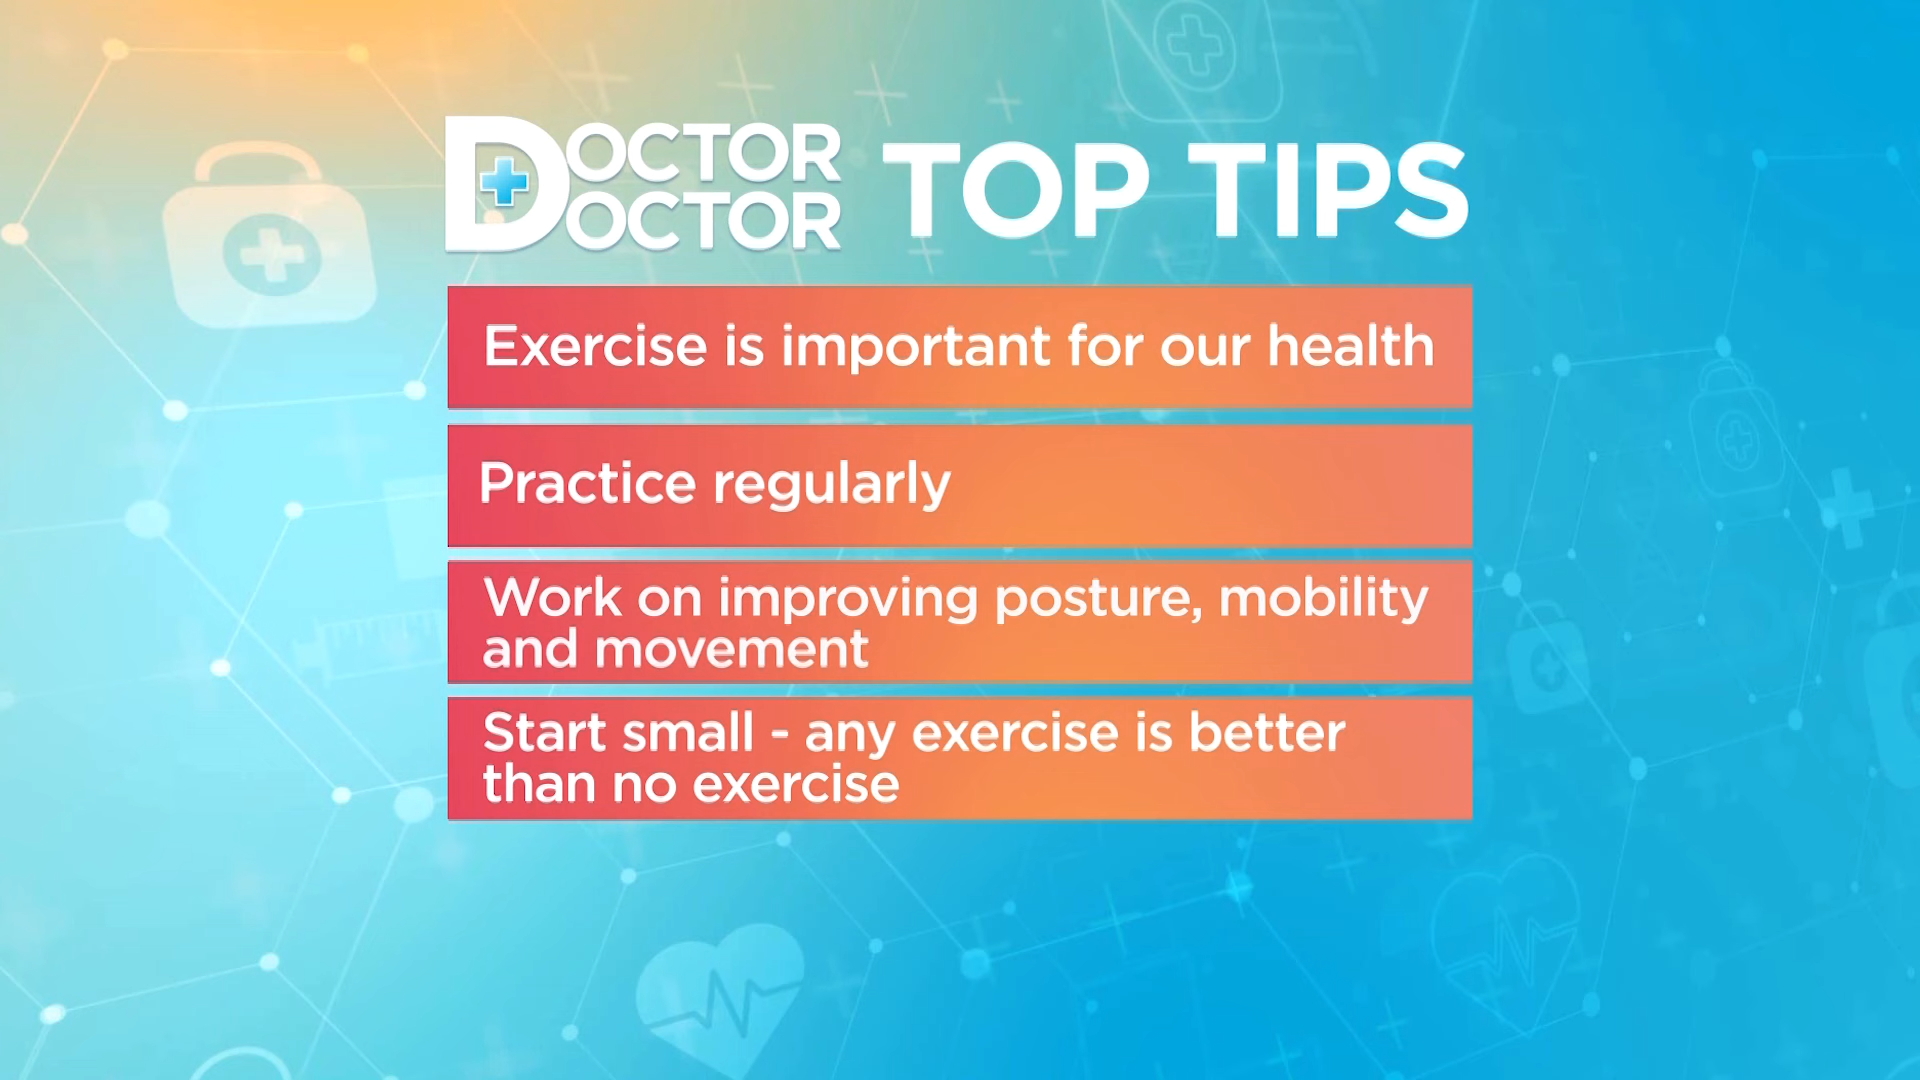 DOCTOR DOCTOR TOP TIPS
Exercise is important for our health
Practice regularly
Work on improving posture, mobility
and movement
Start small - any exercise is better
than no exercise